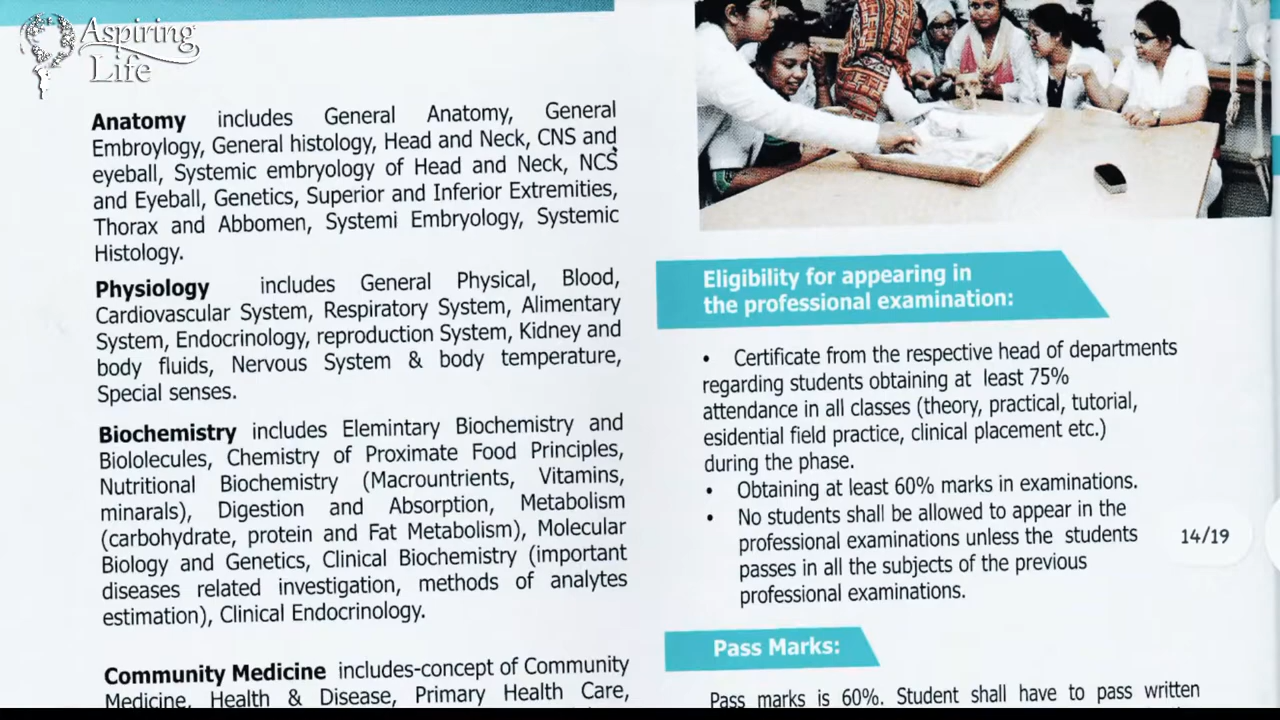 Aspiring
Life
Anatomy includes General Anatomy, General
Embroylogy, General histology, Head and Neck, CNS and
eyeball, Systemic embryology of Head and Neck, NCS
and Eyeball, Genetics, Superior and Inferior Extremities,
Thorax and Abbomen, Systemi Embryology, Systemic
Histology.
Physiology includes General Physical, Blood,
Cardiovascular System, Respiratory System, Alimentary
System, Endocrinology, reproduction System, Kidney and
body fluids, Nervous System & body temperature,
Special senses.
Biochemistry includes Elemintary Biochemistry and
Biololecules, Chemistry of Proximate Food Principles,
Nutritional Biochemistry (Macrountrients, Vitamins,
minarals), Digestion and Absorption, Metabolism
(carbohydrate, protein and Fat Metabolism), Molecular
Biology and Genetics, Clinical Biochemistry (important
diseases related investigation, methods of analytes
estimation), Clinical Endocrinology.
Community Medicine includes-concept of Community
Medicine, Health & Disease, Primary Health Care,
Eligibility for appearing in
the professional examination:
• Certificate from the respective head of departments
regarding students obtaining at least 75%
attendance in all classes (theory, practical, tutorial,
esidential field practice, clinical placement etc.)
during the phase.
• Obtaining at least 60% marks in examinations.
• No students shall be allowed to appear in the
professional examinations unless the students
passes in all the subjects of the previous
professional examinations.
14/19
Pass Marks:
Pass marks is 60%. Student shall have to pass written